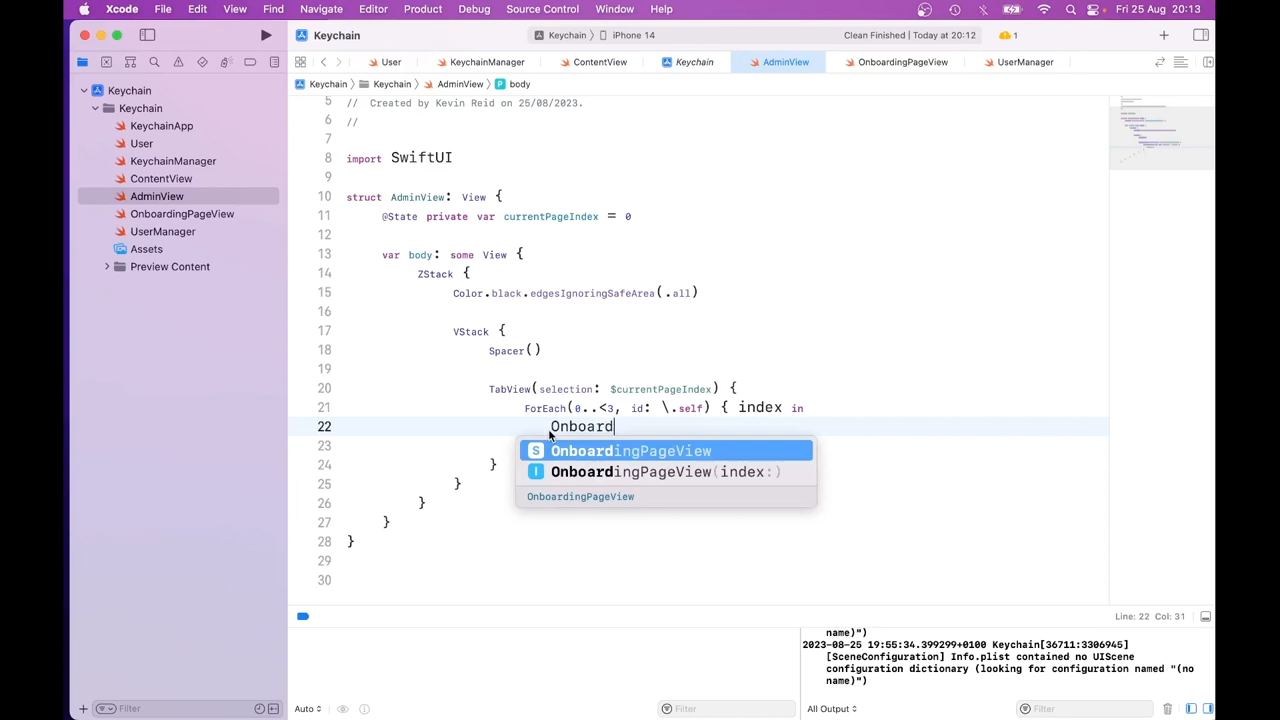 Xcode File Edit View Find Navigate Editor Product Debug Source Control Window Help Fri 25 Aug 20:13
Keychain Keychain 〉 iPhone 14 Clean Finished | Today at 20:12 1
User KeychainManager ContentView Keychain AdminView OnboardingPageView UserManager
Keychain 〉 Keychain 〉 AdminView 〉 body
Keychain
Keychain
KeychainApp
User
KeychainManager
ContentView
AdminView
OnboardingPageView
UserManager
Assets
Preview Content
5 // Created by Kevin Reid on 25/08/2023.
6 //
7
8 import SwiftUI
9
10 struct AdminView: View {
11 @State private var currentPageIndex = 0
12
13 var body: some View {
14 ZStack {
15 Color.black.edgesIgnoringSafeArea(.all)
16
17 VStack {
18 Spacer()
19
20 TabView(selection: $currentPageIndex) {
21 ForEach(0..<3, id: \.self) { index in
22 Onboard
23
24 }
25 }
26 }
27 }
28 }
29
30
S OnboardingPageView
I OnboardingPageView(index:)
OnboardingPageView
Line: 22 Col: 31
name)")
2023-08-25 19:55:34.399299+0100 Keychain[36711:3306945]
[SceneConfiguration] Info.plist contained no UIScene
configuration dictionary (looking for configuration named "(no
name)")
Filter Auto Filter All Output Filter